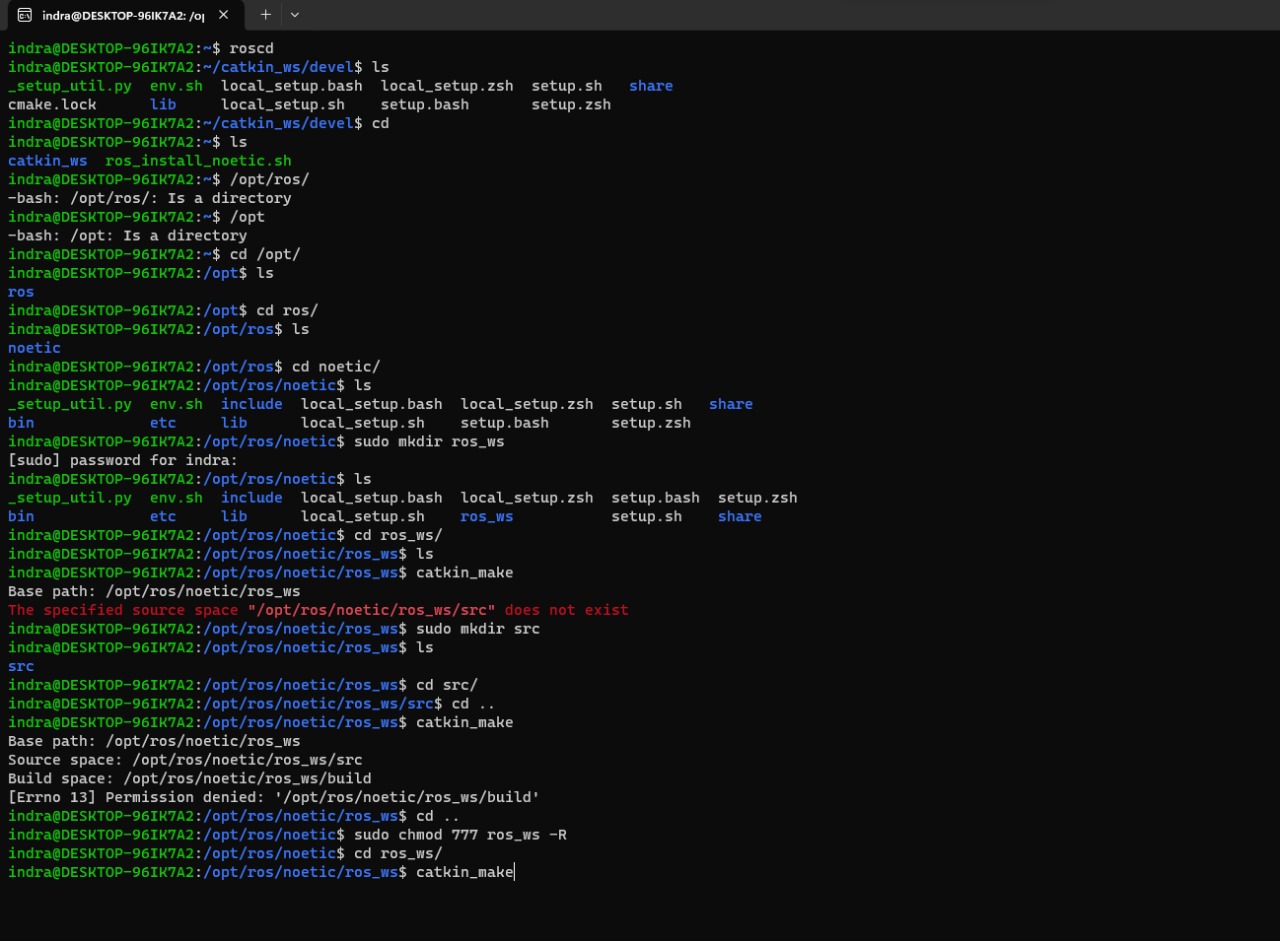 indra@DESKTOP-96IK7A2: /op
indra@DESKTOP-96IK7A2:~$ roscd
indra@DESKTOP-96IK7A2:~/catkin_ws/devel$ ls
_setup_util.py  env.sh  local_setup.bash  local_setup.zsh  setup.sh   share
cmake.lock      lib     local_setup.sh    setup.bash       setup.zsh
indra@DESKTOP-96IK7A2:~/catkin_ws/devel$ cd
indra@DESKTOP-96IK7A2:~$ ls
catkin_ws  ros_install_noetic.sh
indra@DESKTOP-96IK7A2:~$ /opt/ros/
-bash: /opt/ros/: Is a directory
indra@DESKTOP-96IK7A2:~$ /opt
-bash: /opt: Is a directory
indra@DESKTOP-96IK7A2:~$ cd /opt/
indra@DESKTOP-96IK7A2:/opt$ ls
ros
indra@DESKTOP-96IK7A2:/opt$ cd ros/
indra@DESKTOP-96IK7A2:/opt/ros$ ls
noetic
indra@DESKTOP-96IK7A2:/opt/ros$ cd noetic/
indra@DESKTOP-96IK7A2:/opt/ros/noetic$ ls
_setup_util.py  env.sh  include  local_setup.bash  local_setup.zsh  setup.sh   share
bin             etc     lib      local_setup.sh    setup.bash       setup.zsh
indra@DESKTOP-96IK7A2:/opt/ros/noetic$ sudo mkdir ros_ws
[sudo] password for indra:
indra@DESKTOP-96IK7A2:/opt/ros/noetic$ ls
_setup_util.py  env.sh  include  local_setup.bash  local_setup.zsh  setup.bash  setup.zsh
bin             etc     lib      local_setup.sh    ros_ws           setup.sh    share
indra@DESKTOP-96IK7A2:/opt/ros/noetic$ cd ros_ws/
indra@DESKTOP-96IK7A2:/opt/ros/noetic/ros_ws$ ls
indra@DESKTOP-96IK7A2:/opt/ros/noetic/ros_ws$ catkin_make
Base path: /opt/ros/noetic/ros_ws
The specified source space "/opt/ros/noetic/ros_ws/src" does not exist
indra@DESKTOP-96IK7A2:/opt/ros/noetic/ros_ws$ sudo mkdir src
indra@DESKTOP-96IK7A2:/opt/ros/noetic/ros_ws$ ls
src
indra@DESKTOP-96IK7A2:/opt/ros/noetic/ros_ws$ cd src/
indra@DESKTOP-96IK7A2:/opt/ros/noetic/ros_ws/src$ cd ..
indra@DESKTOP-96IK7A2:/opt/ros/noetic/ros_ws$ catkin_make
Base path: /opt/ros/noetic/ros_ws
Source space: /opt/ros/noetic/ros_ws/src
Build space: /opt/ros/noetic/ros_ws/build
[Errno 13] Permission denied: '/opt/ros/noetic/ros_ws/build'
indra@DESKTOP-96IK7A2:/opt/ros/noetic/ros_ws$ cd ..
indra@DESKTOP-96IK7A2:/opt/ros/noetic$ sudo chmod 777 ros_ws -R
indra@DESKTOP-96IK7A2:/opt/ros/noetic$ cd ros_ws/
indra@DESKTOP-96IK7A2:/opt/ros/noetic/ros_ws$ catkin_make